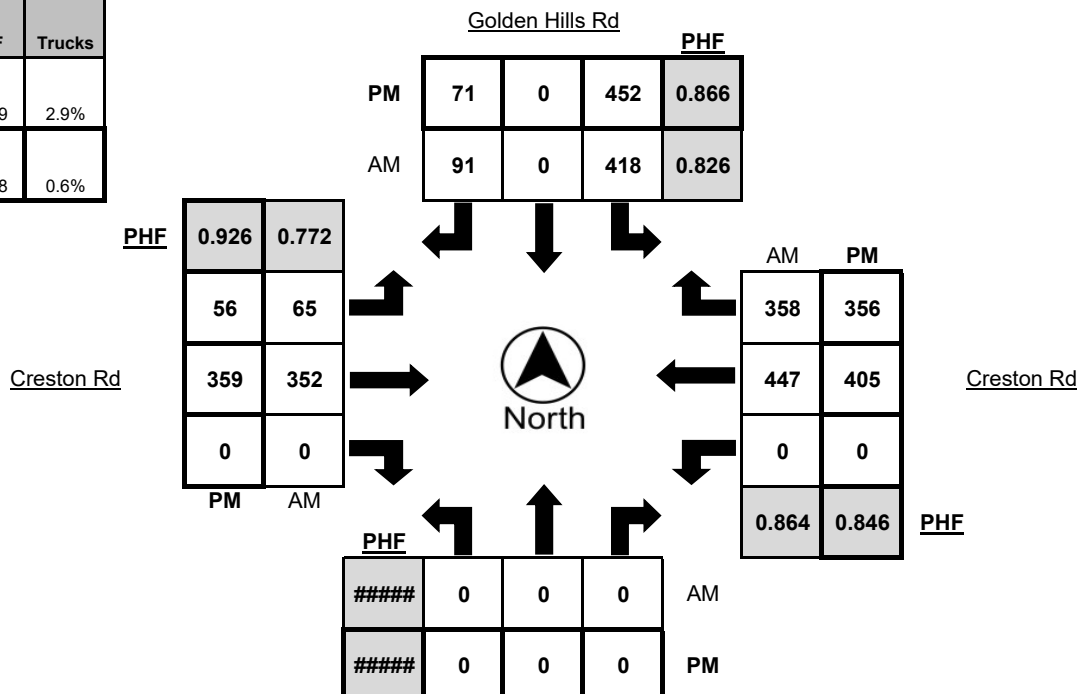 Trucks
2.9%
0.6%
Golden Hills Rd
PHF
PM 71 0 452 0.866
AM 91 0 418 0.826
PHF 0.926 0.772
56 65
359 352
0 0
PM AM
Creston Rd
North
AM PM
358 356
447 405
0 0
0.864 0.846 PHF
Creston Rd
PHF
##### 0 0 0 AM
##### 0 0 0 PM